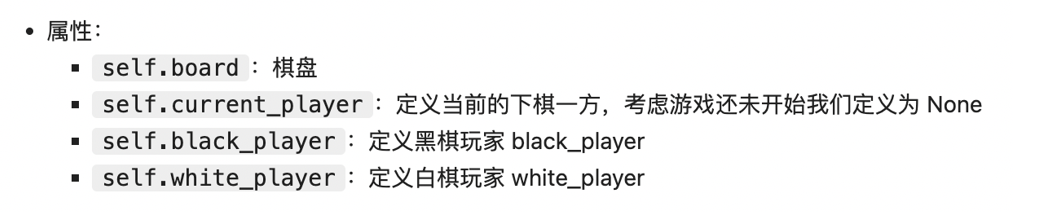 属性：
self.board：棋盘
self.current_player：定义当前的下棋一方，考虑游戏还未开始我们定义为 None
self.black_player：定义黑棋玩家 black_player
self.white_player：定义白棋玩家 white_player